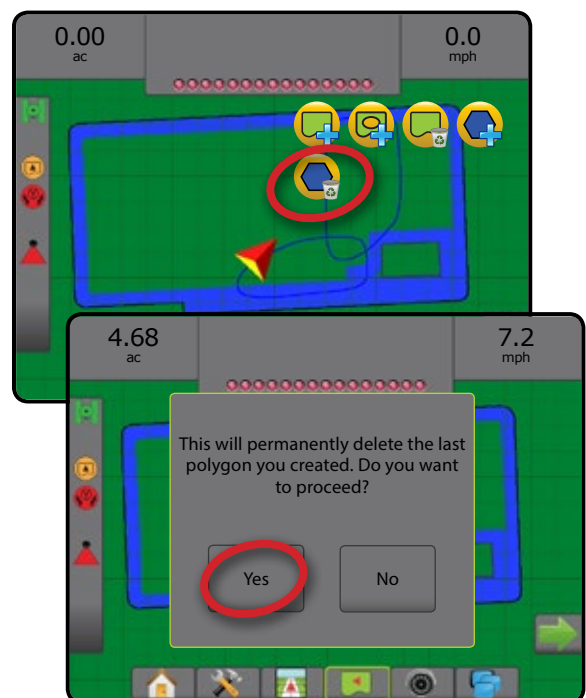 0.00
ac
0.0
mph
4.68
ac
7.2
mph
This will permanently delete the last
polygon you created. Do you want
to proceed?
Yes
No